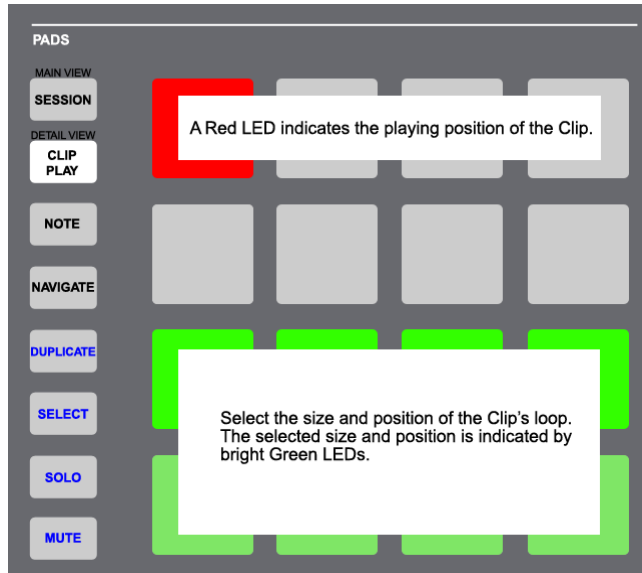 PADS
MAIN VIEW
SESSION
A Red LED indicates the playing position of the Clip.
DETAIL VIEW
CLIP
PLAY
NOTE
NAVIGATE
DUPLICATE
SELECT
Select the size and position of the Clip's loop.
The selected size and position is indicated by
bright Green LEDs.
SOLO
MUTE